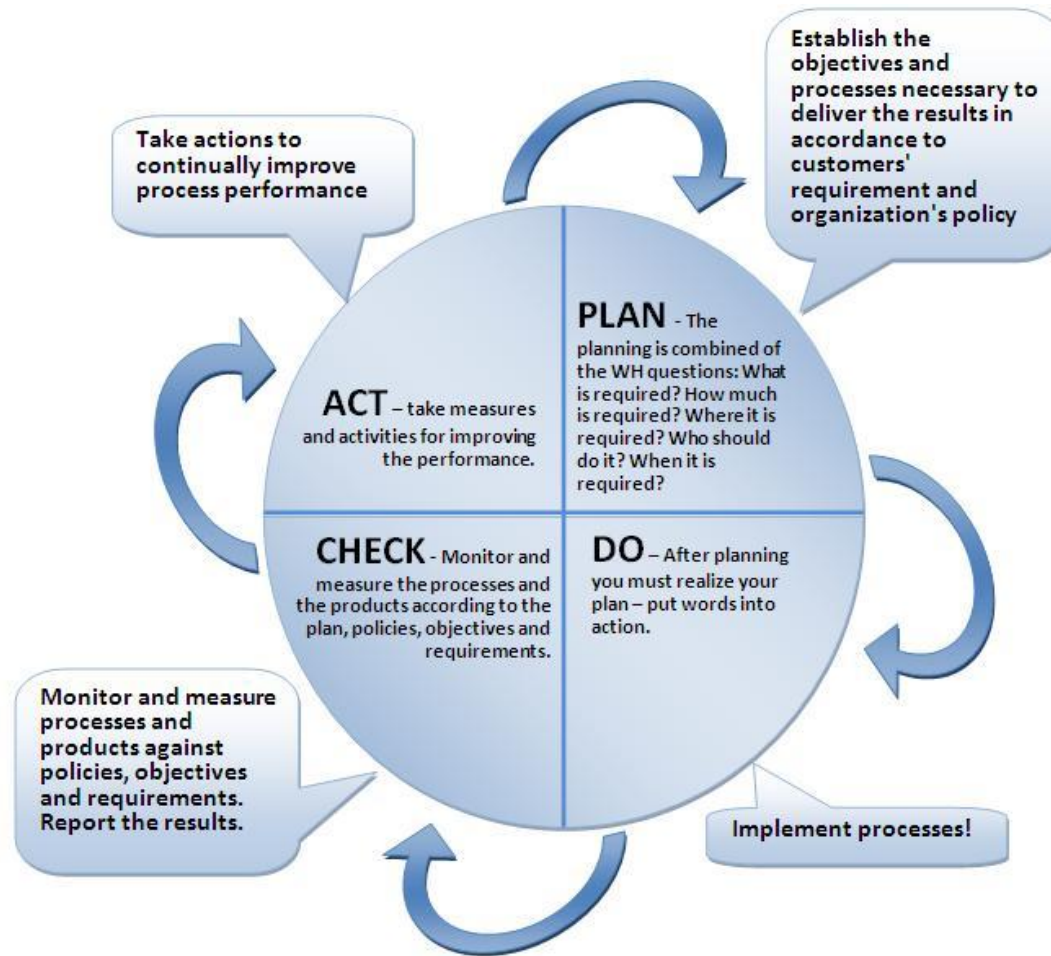 Establish the
objectives and
processes necessary to
deliver the results in
accordance to
customers'
requirement and
organization's policy
Take actions to
continually improve
process performance
PLAN - The
planning is combined of
the WH questions: What
is required? How much
is required? Where it is
required? Who should
do it? When it is
required?
ACT – take measures
and activities for improving
the performance.
CHECK - Monitor and
measure the processes and
the products according to the
plan, policies, objectives and
requirements.
DO – After planning
you must realize your
plan – put words into
action.
Monitor and measure
processes and
products against
policies, objectives
and requirements.
Report the results.
Implement processes!